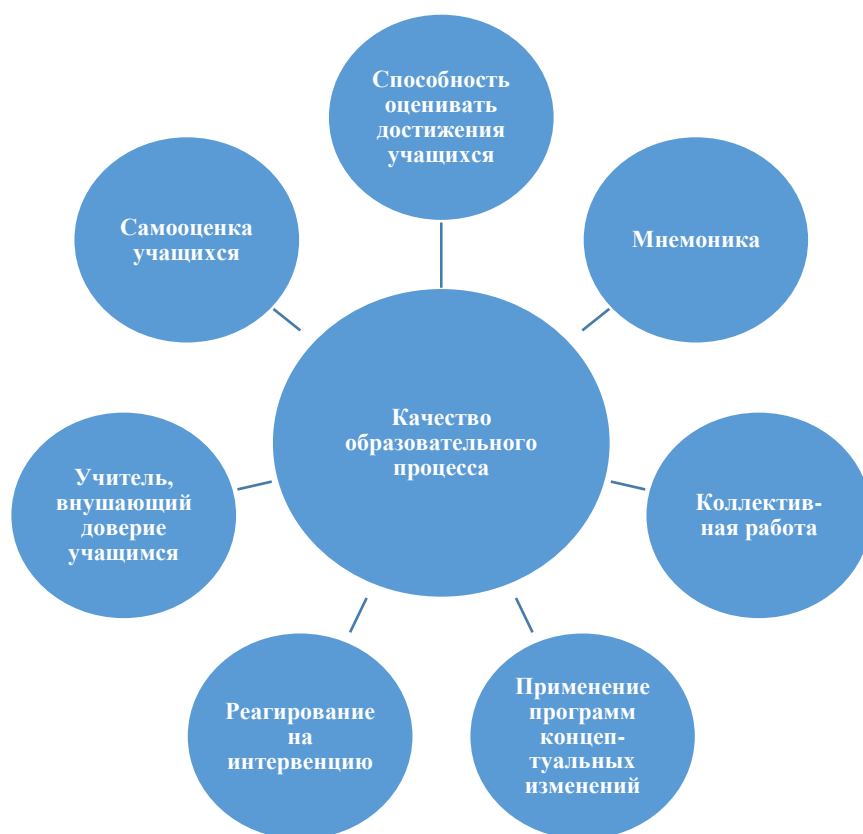 Способность
оценивать
достижения
учащихся
Самооценка
учащихся
Мнемоника
Качество
образовательного
процесса
Учитель,
внушающий
доверие
учащимся
Коллектив-
ная работа
Реагирование
на
интервенцию
Применение
программ
концеп-
туальных
изменений